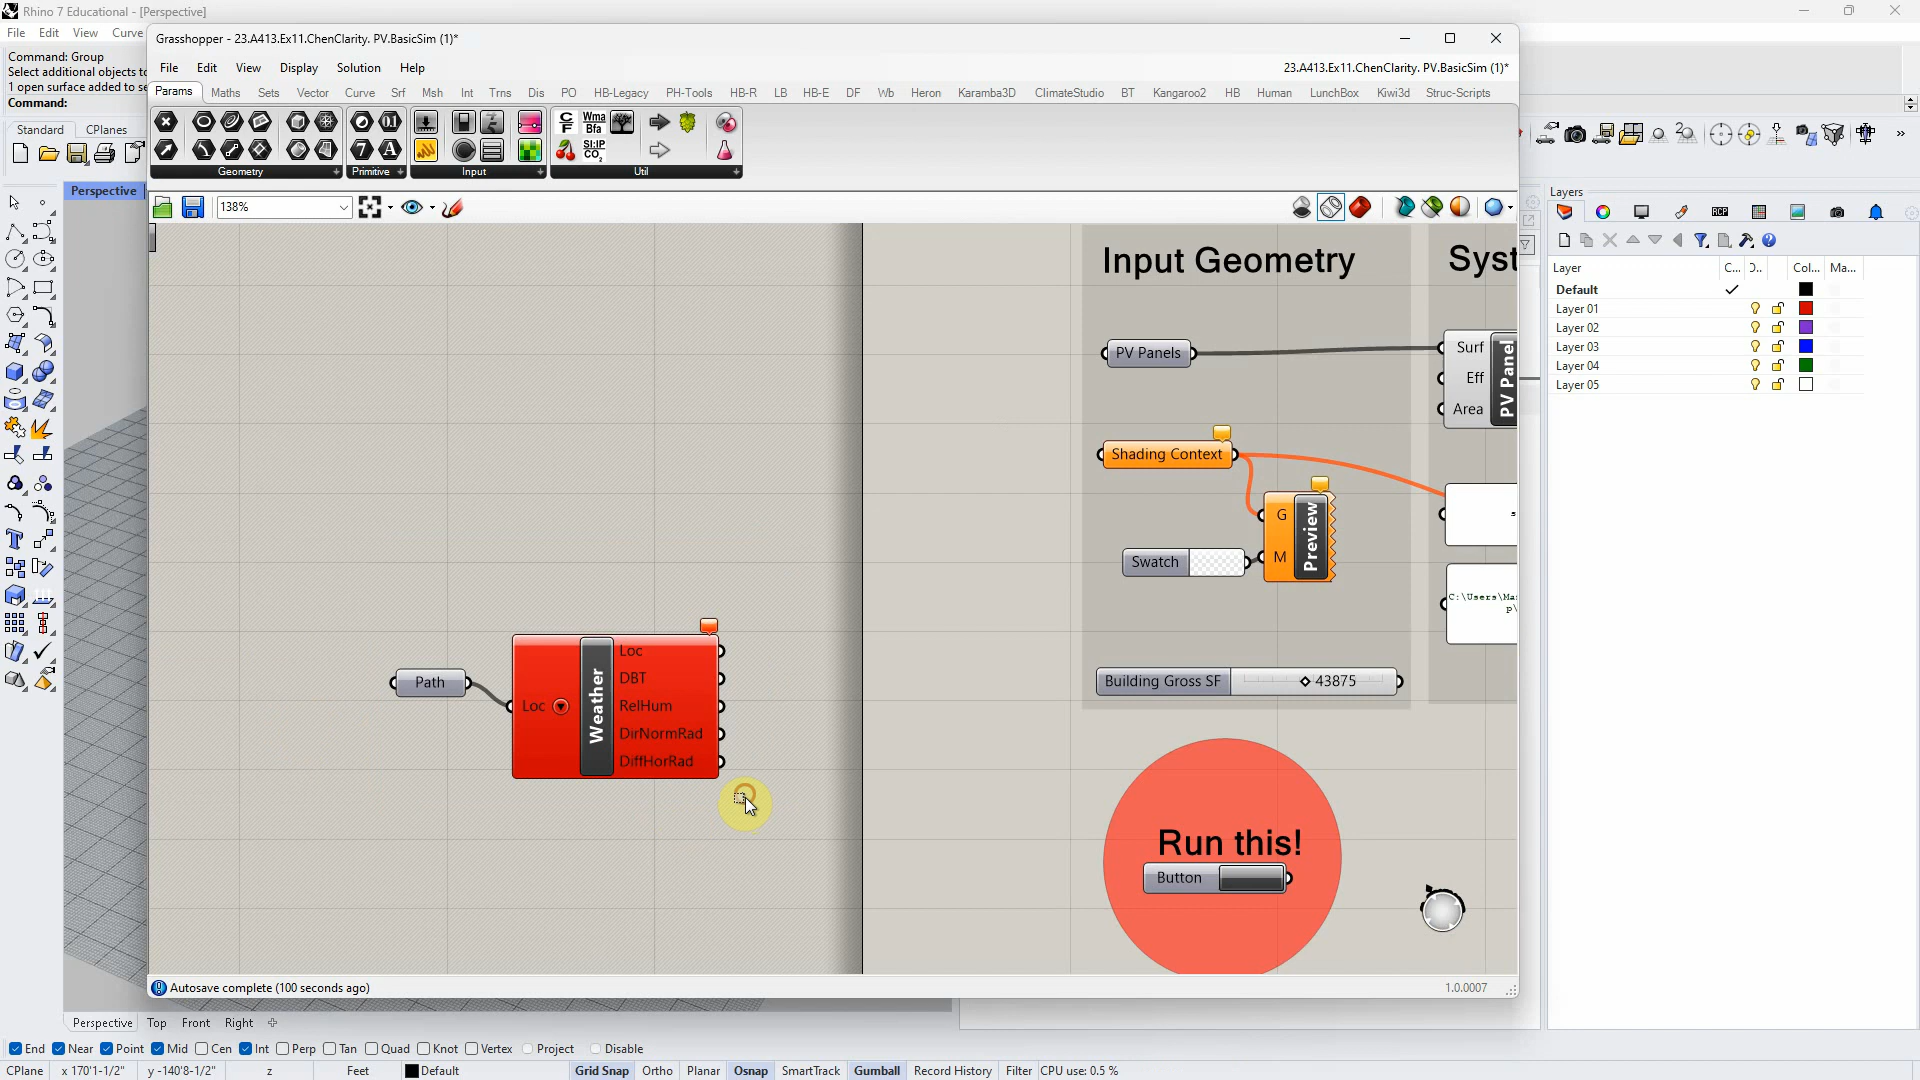 Rhino 7 Educational - [Perspective]
File Edit View Curve
Command: Group
Select additional objects to
1 open surface added to se
Command:
Standard CPlanes
Perspective
Grasshopper - 23.A413.Ex11.ChenClarity. PV.BasicSim (1)*
File Edit View Display Solution Help
23.A413.Ex11.ChenClarity. PV.BasicSim (1)*
Params Maths Sets Vector Curve Srf Msh Int Trns Dis PO HB-Legacy PH-Tools HB-R LB HB-E DF Wb Heron Karamba3D ClimateStudio BT Kangaroo2 HB Human LunchBox Kiwi3d Struc-Scripts
Geometry Primitive Input Util
138%
Input Geometry
Syst
PV Panels
Surf
Eff
Area
PV Panel
Shading Context
G
M
Preview
Swatch
C:\Users\Ma
p\
Building Gross SF 43875
Path
Loc
Weather
Loc
DBT
RelHum
DirNormRad
DiffHorRad
Run this!
Button
Autosave complete (100 seconds ago)
1.0.0007
Layers
Layer C... Col... Ma...
Default
Layer 01
Layer 02
Layer 03
Layer 04
Layer 05
Perspective Top Front Right
End Near Point Mid Cen Int Perp Tan Quad Knot Vertex Project Disable
CPlane x 170'1-1/2" y -140'8-1/2" z Feet Default Grid Snap Ortho Planar Osnap SmartTrack Gumball Record History Filter CPU use: 0.5 %